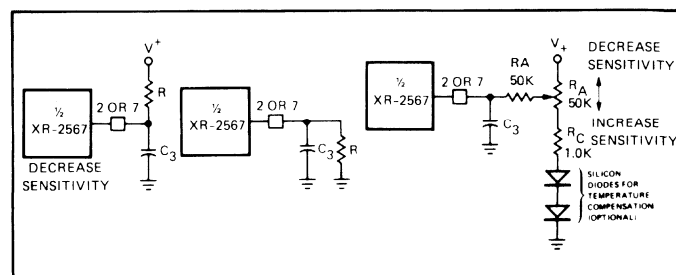 V+
R
½
XR-2567
2 OR 7
C3
DECREASE
SENSITIVITY
½
XR-2567
2 OR 7
C3
R
½
XR-2567
2 OR 7
C3
RA
50K
V+
DECREASE
SENSITIVITY
RA
50K
INCREASE
SENSITIVITY
RC
1.0K
SILICON
DIODES FOR
TEMPERATURE
COMPENSATION
(OPTIONAL)